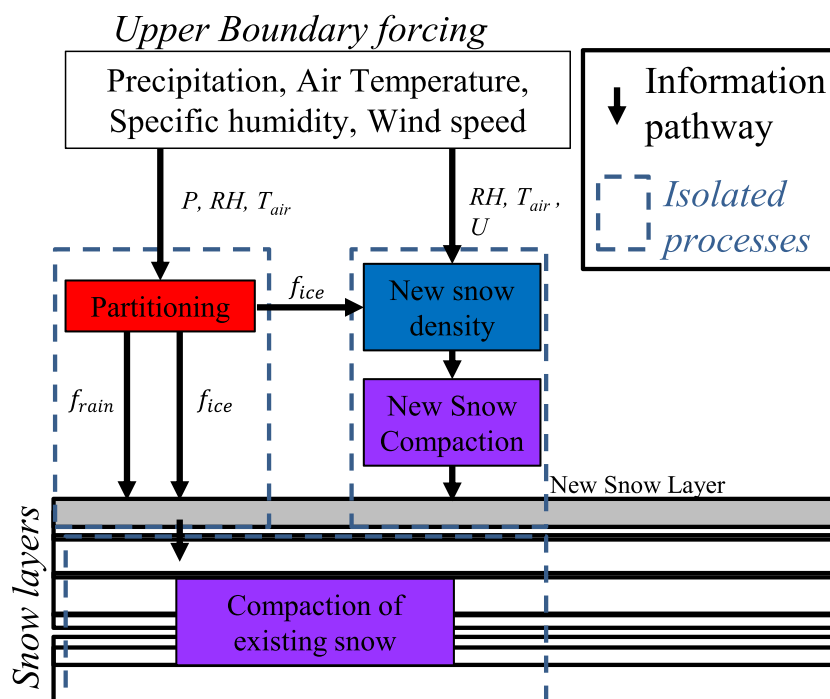 Upper Boundary forcing
Precipitation, Air Temperature,
Specific humidity, Wind speed
Information
pathway
Isolated
processes
P, RH, T_air
RH, T_air ,
U
Partitioning
f_ice
New snow
density
f_rain
f_ice
New Snow
Compaction
New Snow Layer
Snow layers
Compaction of
existing snow